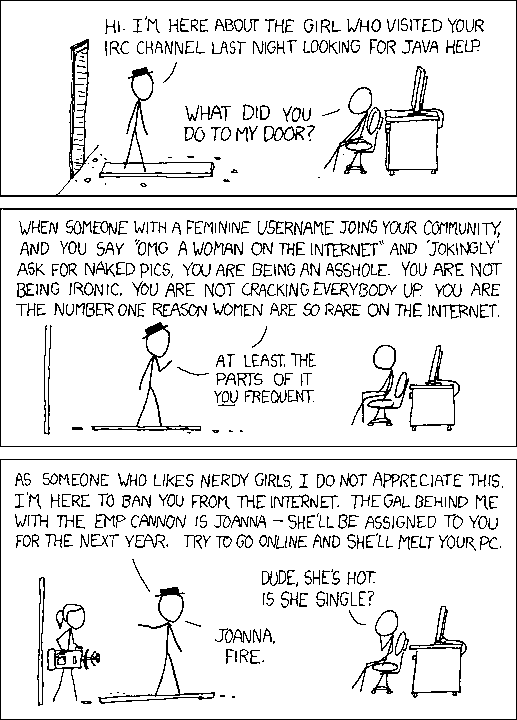 HI. I'M HERE ABOUT THE GIRL WHO VISITED YOUR
IRC CHANNEL LAST NIGHT LOOKING FOR JAVA HELP.
WHAT DID YOU
DO TO MY DOOR?
WHEN SOMEONE WITH A FEMININE USERNAME JOINS YOUR COMMUNITY,
AND YOU SAY "OMG A WOMAN ON THE INTERNET" AND 'JOKINGLY'
ASK FOR NAKED PICS, YOU ARE BEING AN ASSHOLE. YOU ARE NOT
BEING IRONIC. YOU ARE NOT CRACKING EVERYBODY UP. YOU ARE
THE NUMBER ONE REASON WOMEN ARE SO RARE ON THE INTERNET.
AT LEAST, THE
PARTS OF IT
YOU FREQUENT.
AS SOMEONE WHO LIKES NERDY GIRLS, I DO NOT APPRECIATE THIS.
I'M HERE TO BAN YOU FROM THE INTERNET. THE GAL BEHIND ME
WITH THE EMP CANNON IS JOANNA — SHE'LL BE ASSIGNED TO YOU
FOR THE NEXT YEAR. TRY TO GO ONLINE AND SHE'LL MELT YOUR PC.
DUDE, SHE'S HOT.
IS SHE SINGLE?
JOANNA,
FIRE.